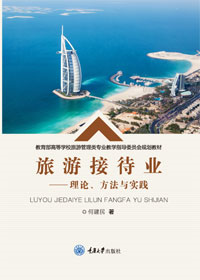 教育部高等学校旅游管理类专业教学指导委员会规划教材
旅游接待业
——理论、方法与实践
LUYOU JIEDAIYE LILUN FANGFA YU SHIJIAN
◎何建民 著
重庆大学出版社